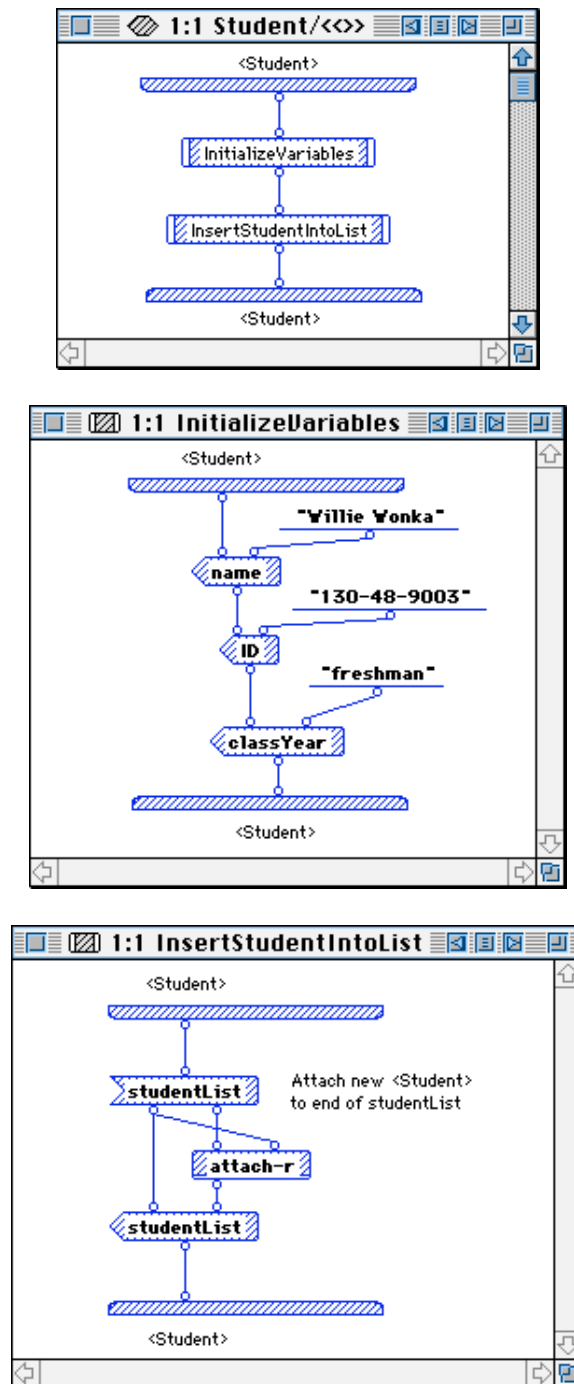 1:1 Student/<<>>
<Student>
InitializeVariables
InsertStudentIntoList
<Student>
1:1 InitializeVariables
<Student>
"Willie Wonka"
name
"130-48-9003"
ID
"freshman"
classYear
<Student>
1:1 InsertStudentIntoList
<Student>
studentList
Attach new <Student>
to end of studentList
attach-r
studentList
<Student>